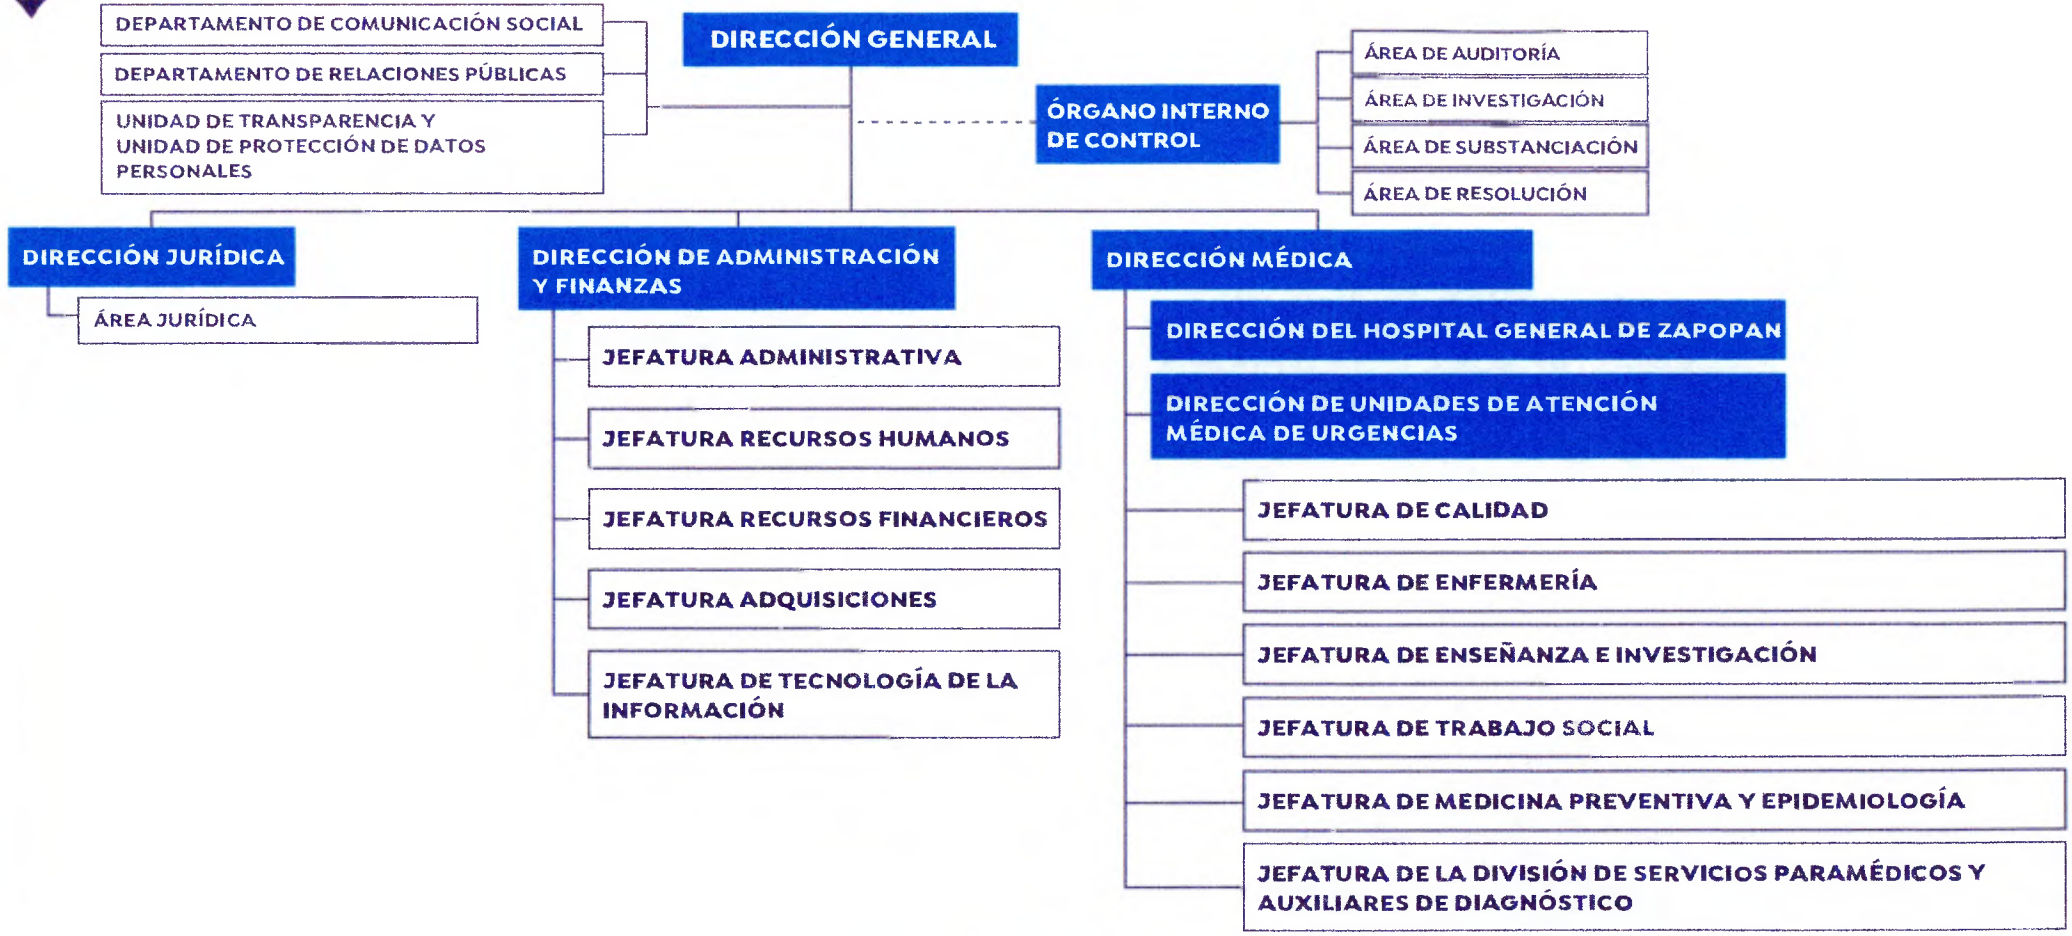 DEPARTAMENTO DE COMUNICACIÓN SOCIAL
DEPARTAMENTO DE RELACIONES PÚBLICAS
UNIDAD DE TRANSPARENCIA Y
UNIDAD DE PROTECCIÓN DE DATOS
PERSONALES
DIRECCIÓN GENERAL
ÓRGANO INTERNO
DE CONTROL
ÁREA DE AUDITORÍA
ÁREA DE INVESTIGACIÓN
ÁREA DE SUBSTANCIACIÓN
ÁREA DE RESOLUCIÓN
DIRECCIÓN JURÍDICA
ÁREA JURÍDICA
DIRECCIÓN DE ADMINISTRACIÓN
Y FINANZAS
JEFATURA ADMINISTRATIVA
JEFATURA RECURSOS HUMANOS
JEFATURA RECURSOS FINANCIEROS
JEFATURA ADQUISICIONES
JEFATURA DE TECNOLOGÍA DE LA
INFORMACIÓN
DIRECCIÓN MÉDICA
DIRECCIÓN DEL HOSPITAL GENERAL DE ZAPOPAN
DIRECCIÓN DE UNIDADES DE ATENCIÓN
MÉDICA DE URGENCIAS
JEFATURA DE CALIDAD
JEFATURA DE ENFERMERÍA
JEFATURA DE ENSEÑANZA E INVESTIGACIÓN
JEFATURA DE TRABAJO SOCIAL
JEFATURA DE MEDICINA PREVENTIVA Y EPIDEMIOLOGÍA
JEFATURA DE LA DIVISIÓN DE SERVICIOS PARAMÉDICOS Y
AUXILIARES DE DIAGNÓSTICO